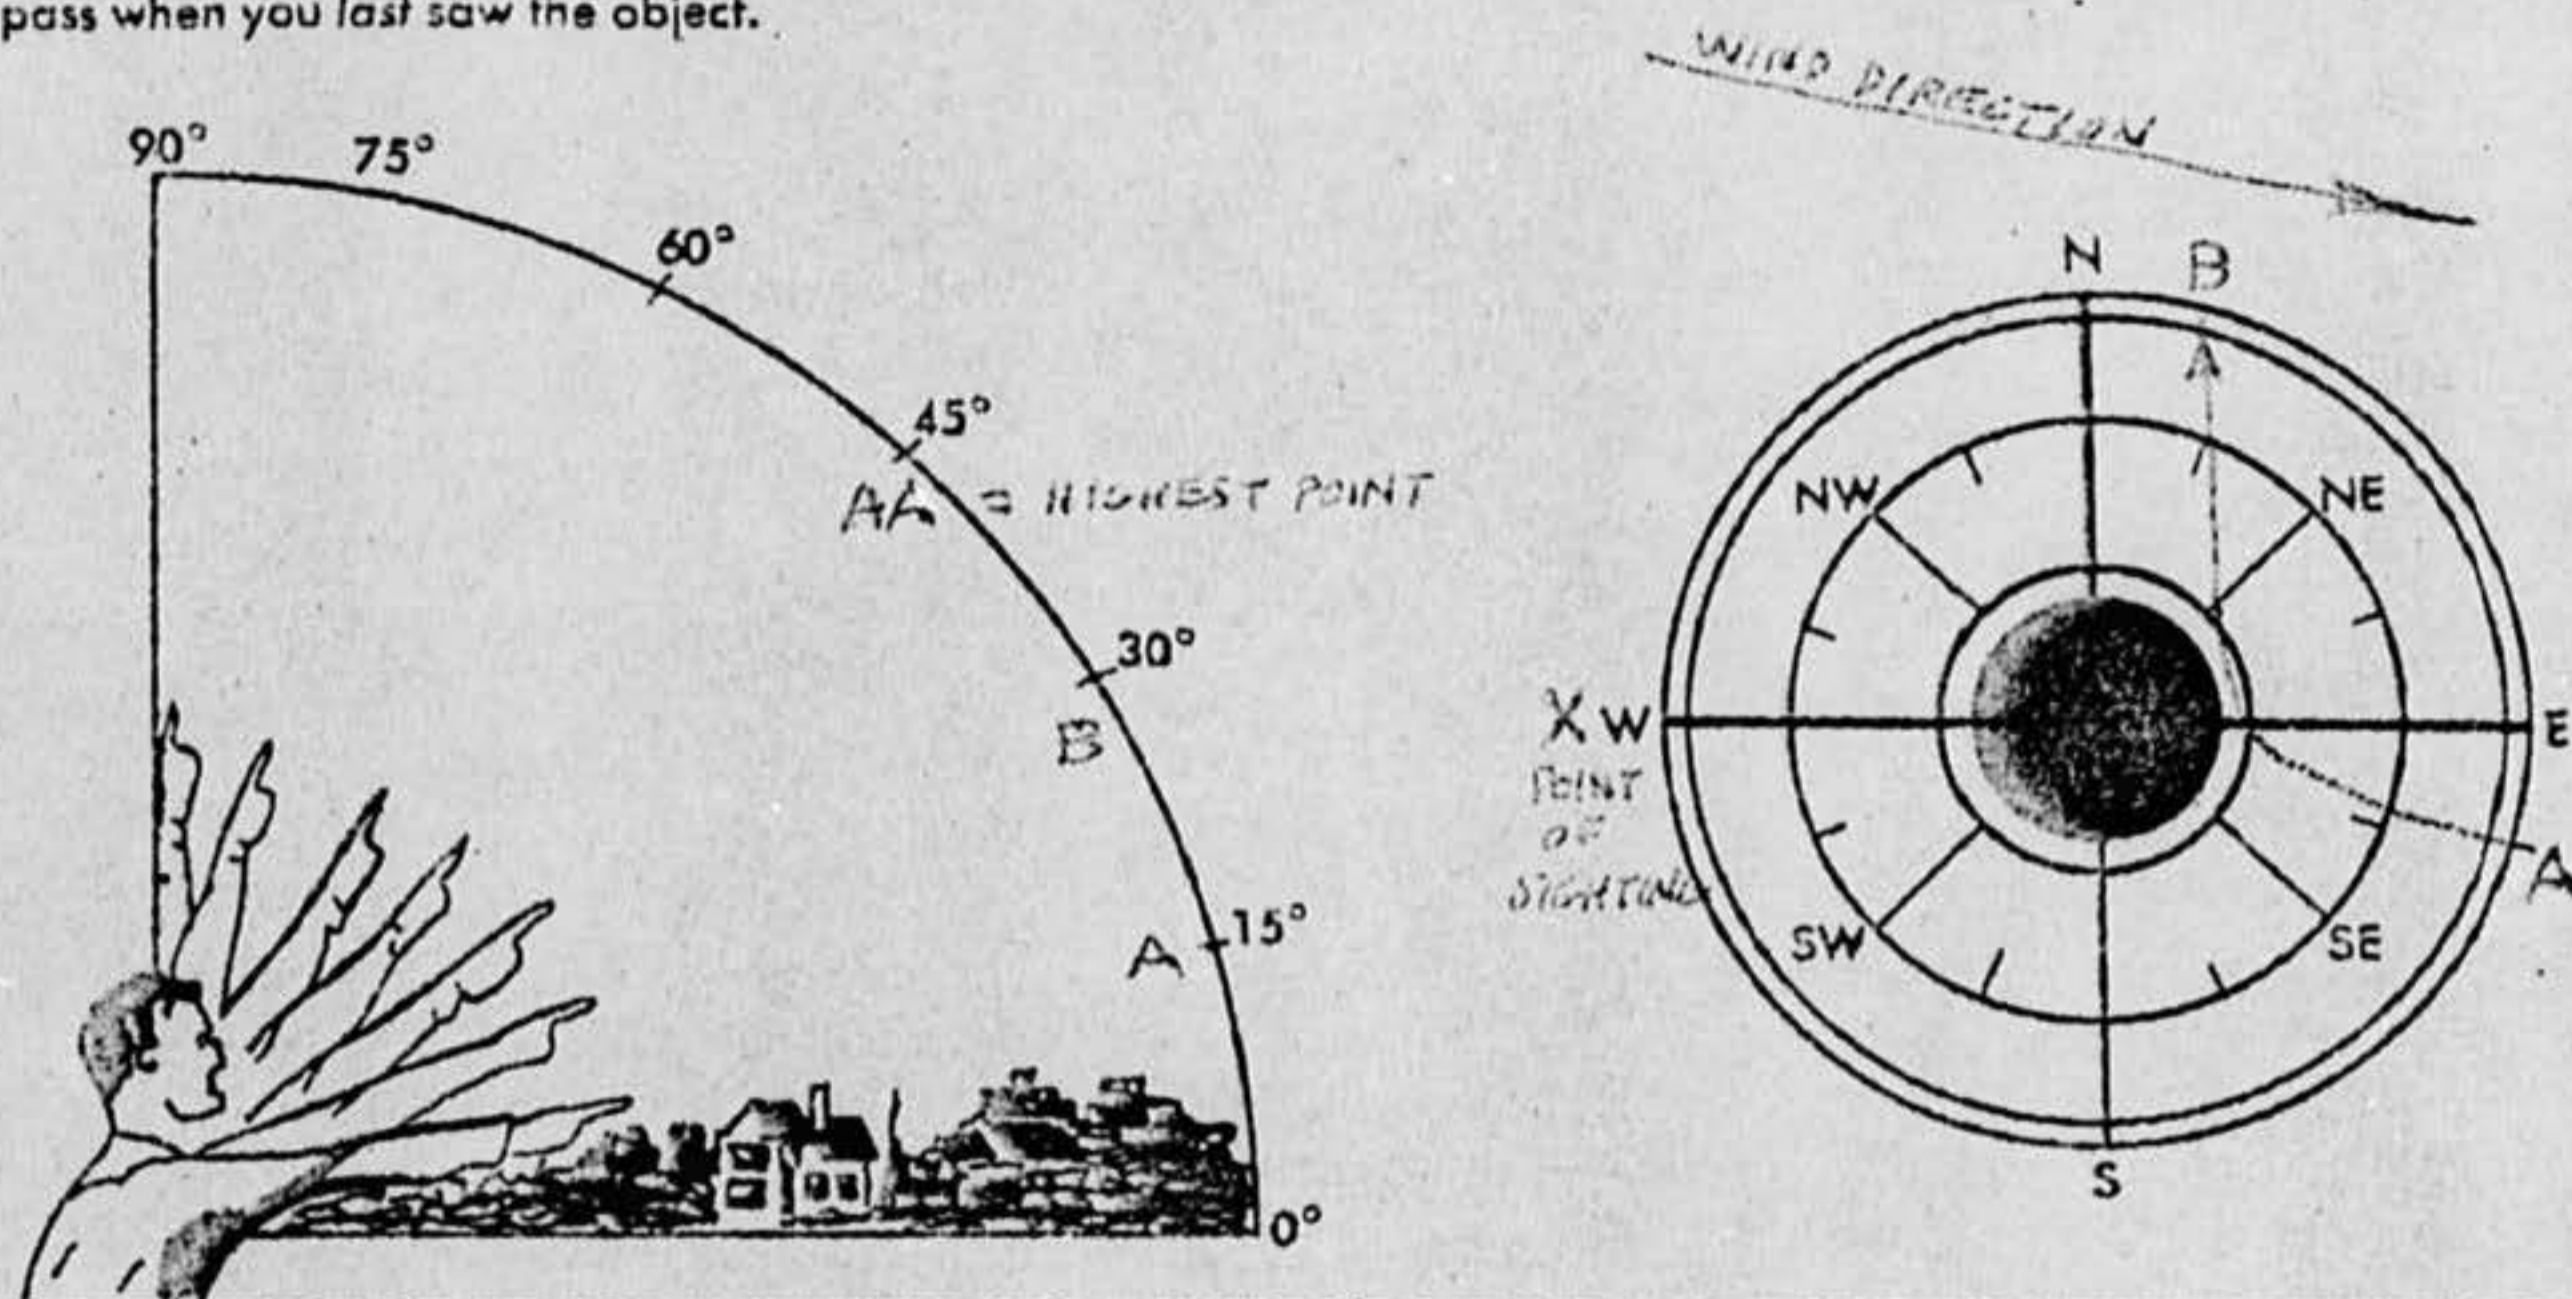 pass when you last saw the object.
WIND DIRECTION
90° 75°
60°
45°
AA = HIGHEST POINT
30°
B
A 15°
0°
N B
NW NE
X W E
POINT
OF
SIGHTING
A
SW SE
S